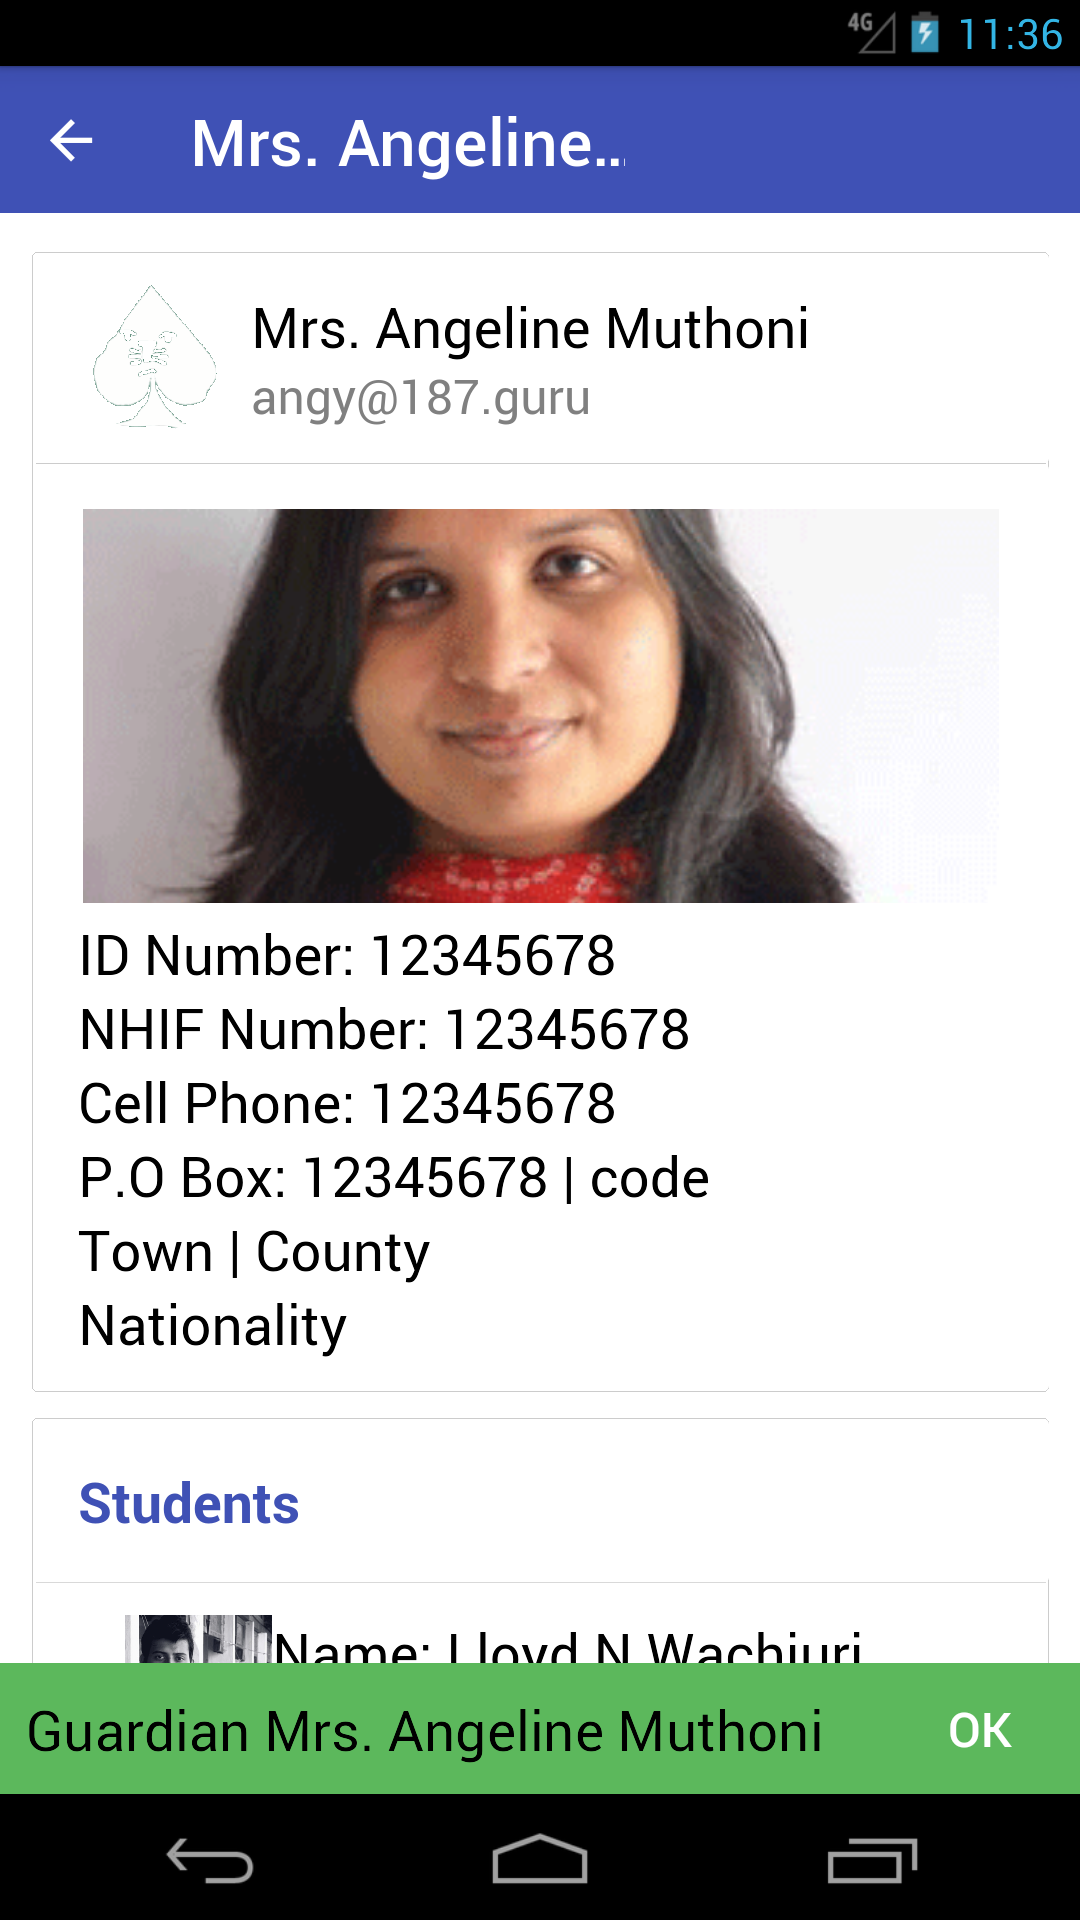 4G 11:36
Mrs. Angeline...
Mrs. Angeline Muthoni
angy@187.guru
ID Number: 12345678
NHIF Number: 12345678
Cell Phone: 12345678
P.O Box: 12345678 | code
Town | County
Nationality
Students
Name: Lloyd N Wachiuri
Guardian Mrs. Angeline Muthoni OK